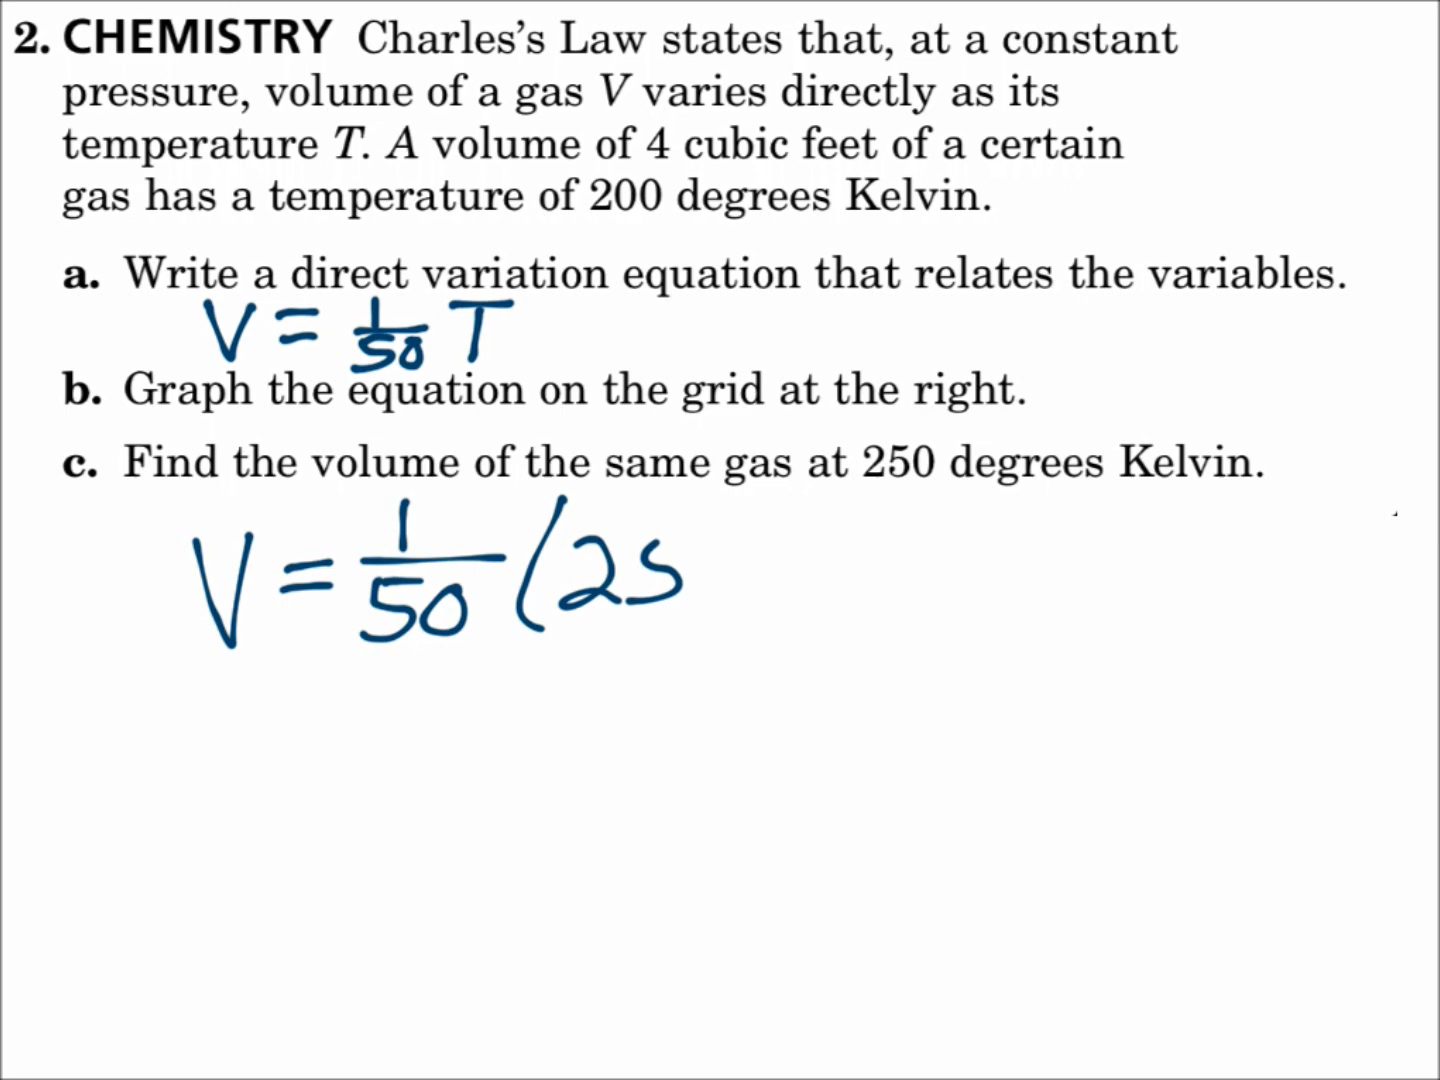 2. CHEMISTRY Charles's Law states that, at a constant
pressure, volume of a gas V varies directly as its
temperature T. A volume of 4 cubic feet of a certain
gas has a temperature of 200 degrees Kelvin.
a. Write a direct variation equation that relates the variables.
V = 1/50 T
b. Graph the equation on the grid at the right.
c. Find the volume of the same gas at 250 degrees Kelvin.
V = 1/50 (25